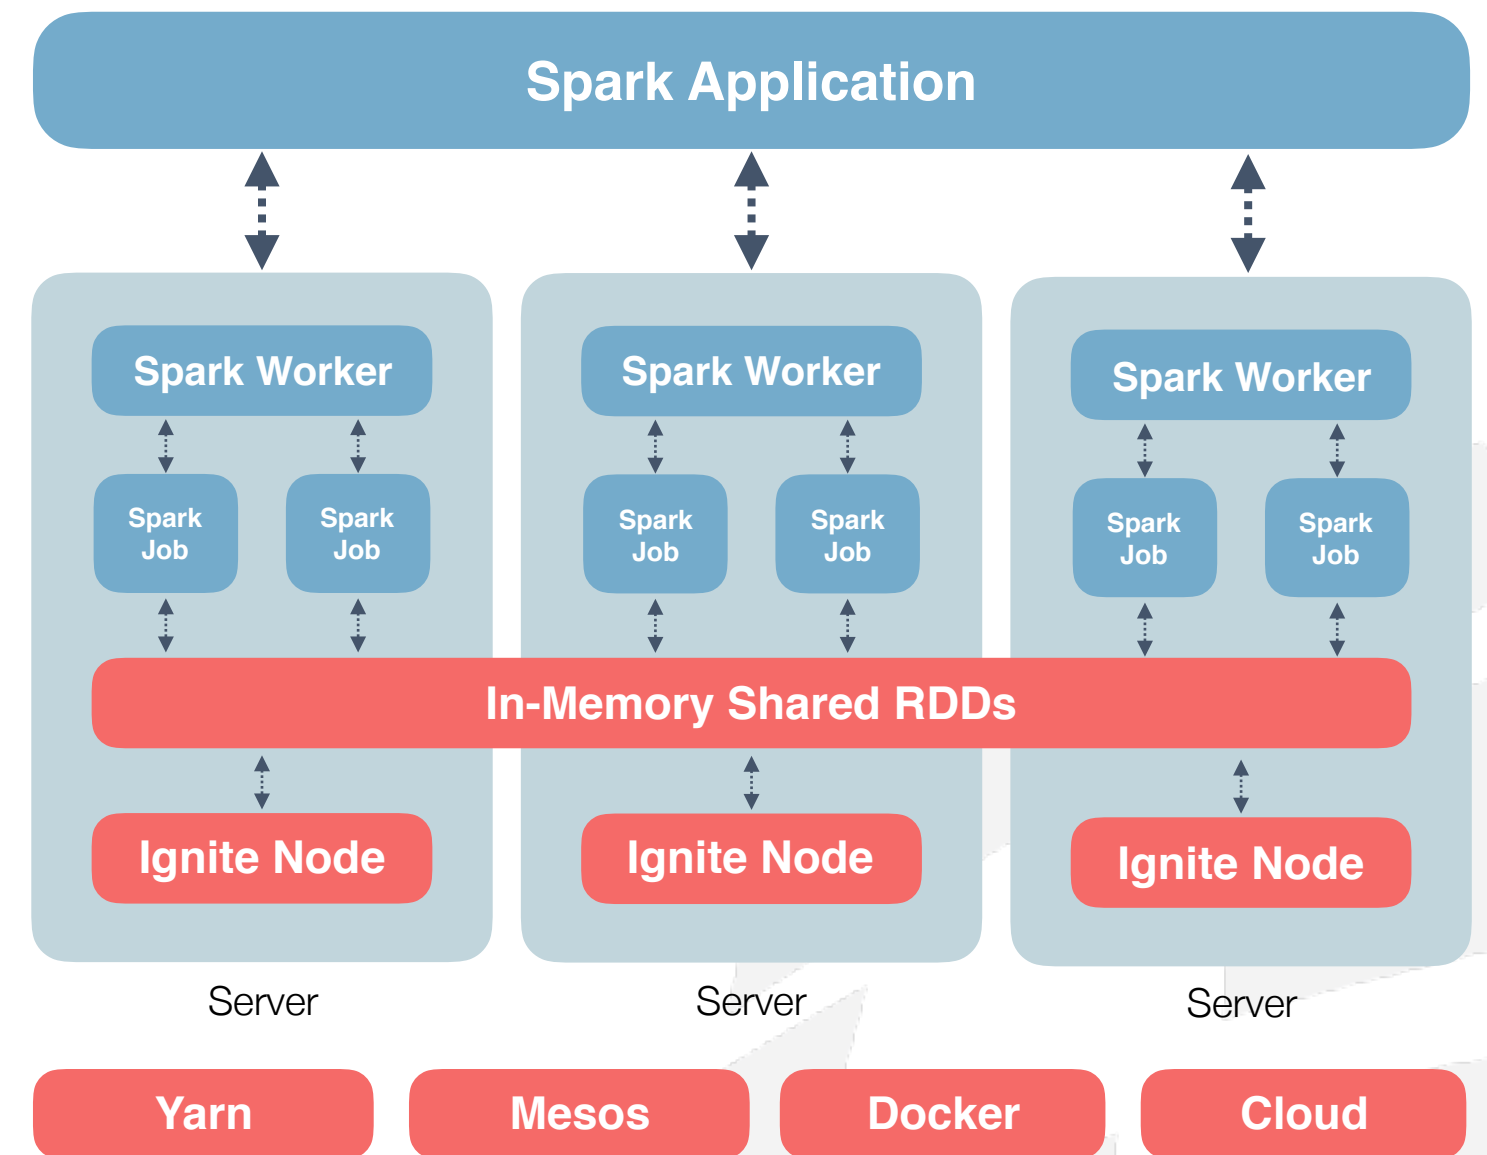 Spark Application
Spark Worker
Spark Worker
Spark Worker
Spark
Job
Spark
Job
Spark
Job
Spark
Job
Spark
Job
Spark
Job
In-Memory Shared RDDs
Ignite Node
Ignite Node
Ignite Node
Server
Server
Server
Yarn
Mesos
Docker
Cloud